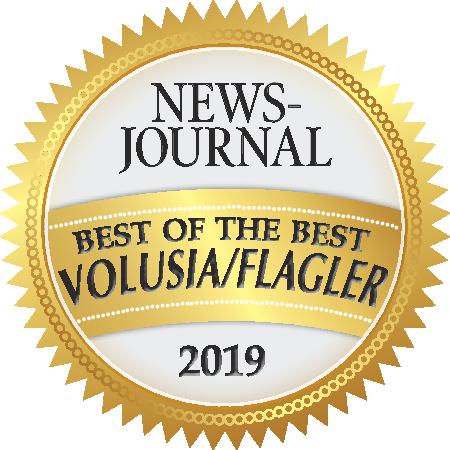 NEWS-
JOURNAL
BEST OF THE BEST
VOLUSIA/FLAGLER
2019